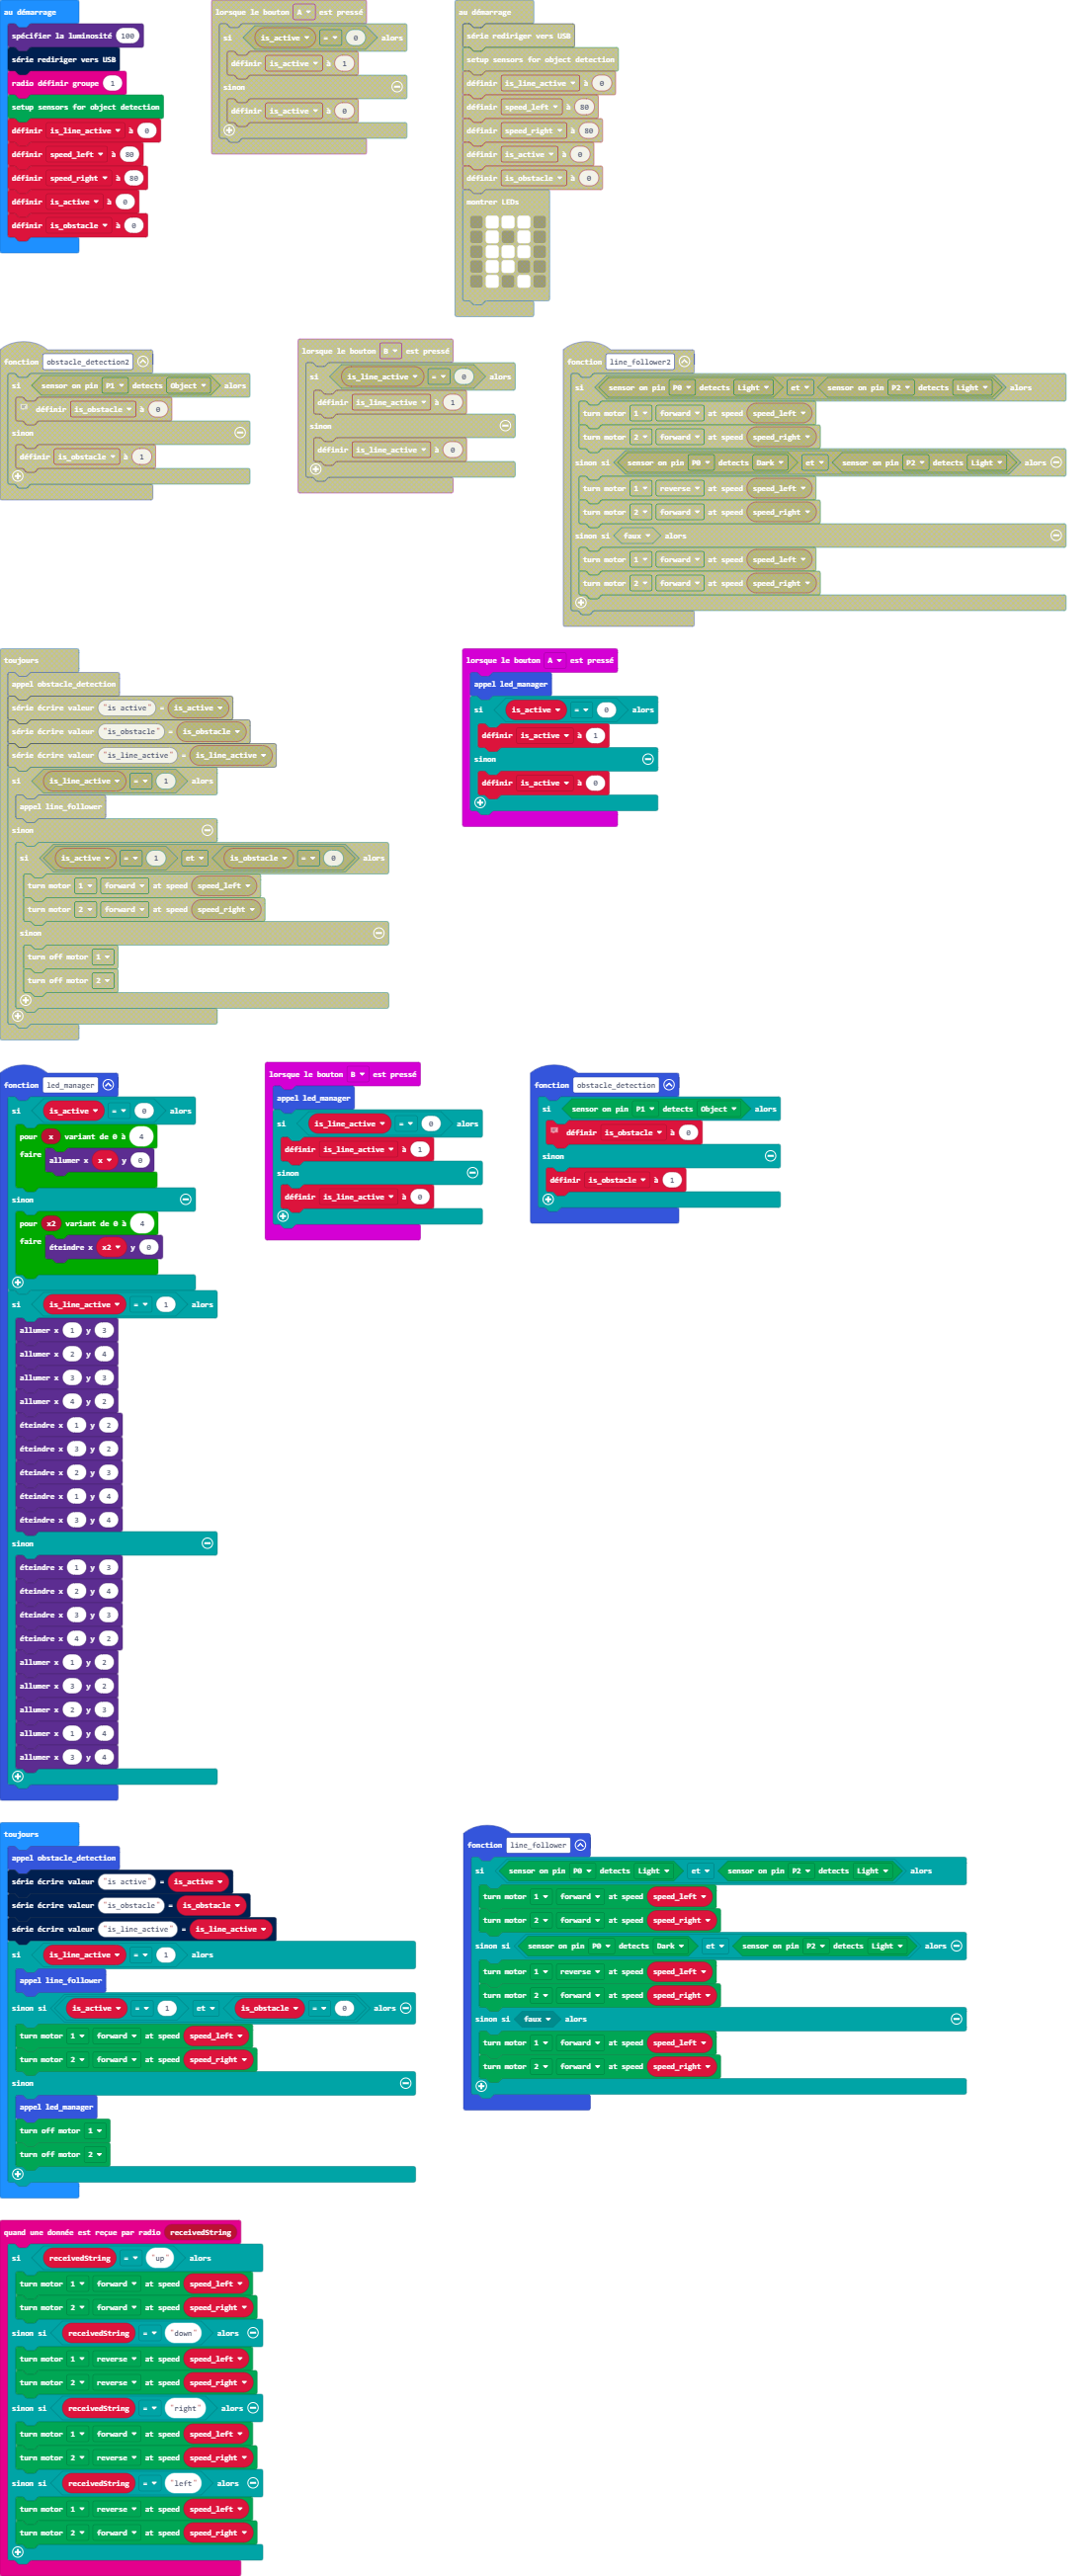 au démarrage
spécifier la luminosité 100
série rediriger vers USB
radio définir groupe 1
setup sensors for object detection
définir is_line_active à 0
définir speed_left à 80
définir speed_right à 80
définir is_active à 0
définir is_obstacle à 0
lorsque le bouton A est pressé
si is_active = 0 alors
définir is_active à 1
sinon
définir is_active à 0
au démarrage
série rediriger vers USB
setup sensors for object detection
définir is_line_active à 0
définir speed_left à 80
définir speed_right à 80
définir is_active à 0
définir is_obstacle à 0
montrer LEDs
fonction obstacle_detection2
si sensor on pin P1 detects Object alors
définir is_obstacle à 0
sinon
définir is_obstacle à 1
lorsque le bouton B est pressé
si is_line_active = 0 alors
définir is_line_active à 1
sinon
définir is_line_active à 0
fonction line_follower2
si sensor on pin P0 detects Light et sensor on pin P2 detects Light alors
turn motor 1 forward at speed speed_left
turn motor 2 forward at speed speed_right
sinon si sensor on pin P0 detects Dark et sensor on pin P2 detects Light alors
turn motor 1 reverse at speed speed_left
turn motor 2 forward at speed speed_right
sinon si faux alors
turn motor 1 forward at speed speed_left
turn motor 2 forward at speed speed_right
toujours
appel obstacle_detection
série écrire valeur "is active" = is_active
série écrire valeur "is_obstacle" = is_obstacle
série écrire valeur "is_line_active" = is_line_active
si is_line_active = 1 alors
appel line_follower
sinon
si is_active = 1 et is_obstacle = 0 alors
turn motor 1 forward at speed speed_left
turn motor 2 forward at speed speed_right
sinon
turn off motor 1
turn off motor 2
lorsque le bouton A est pressé
appel led_manager
si is_active = 0 alors
définir is_active à 1
sinon
définir is_active à 0
fonction led_manager
si is_active = 0 alors
pour x variant de 0 à 4
faire allumer x x y 0
sinon
pour x2 variant de 0 à 4
faire éteindre x x2 y 0
si is_line_active = 1 alors
allumer x 1 y 3
allumer x 2 y 4
allumer x 3 y 3
allumer x 4 y 2
éteindre x 1 y 2
éteindre x 3 y 2
éteindre x 2 y 3
éteindre x 1 y 4
éteindre x 3 y 4
sinon
éteindre x 1 y 3
éteindre x 2 y 4
éteindre x 3 y 3
éteindre x 4 y 2
allumer x 1 y 2
allumer x 3 y 2
allumer x 2 y 3
allumer x 1 y 4
allumer x 3 y 4
lorsque le bouton B est pressé
appel led_manager
si is_line_active = 0 alors
définir is_line_active à 1
sinon
définir is_line_active à 0
fonction obstacle_detection
si sensor on pin P1 detects Object alors
définir is_obstacle à 0
sinon
définir is_obstacle à 1
toujours
appel obstacle_detection
série écrire valeur "is active" = is_active
série écrire valeur "is_obstacle" = is_obstacle
série écrire valeur "is_line_active" = is_line_active
si is_line_active = 1 alors
appel line_follower
sinon si is_active = 1 et is_obstacle = 0 alors
turn motor 1 forward at speed speed_left
turn motor 2 forward at speed speed_right
sinon
appel led_manager
turn off motor 1
turn off motor 2
fonction line_follower
si sensor on pin P0 detects Light et sensor on pin P2 detects Light alors
turn motor 1 forward at speed speed_left
turn motor 2 forward at speed speed_right
sinon si sensor on pin P0 detects Dark et sensor on pin P2 detects Light alors
turn motor 1 reverse at speed speed_left
turn motor 2 forward at speed speed_right
sinon si faux alors
turn motor 1 forward at speed speed_left
turn motor 2 forward at speed speed_right
quand une donnée est reçue par radio receivedString
si receivedString = "up" alors
turn motor 1 forward at speed speed_left
turn motor 2 forward at speed speed_right
sinon si receivedString = "down" alors
turn motor 1 reverse at speed speed_left
turn motor 2 reverse at speed speed_right
sinon si receivedString = "right" alors
turn motor 1 forward at speed speed_left
turn motor 2 reverse at speed speed_right
sinon si receivedString = "left" alors
turn motor 1 reverse at speed speed_left
turn motor 2 forward at speed speed_right